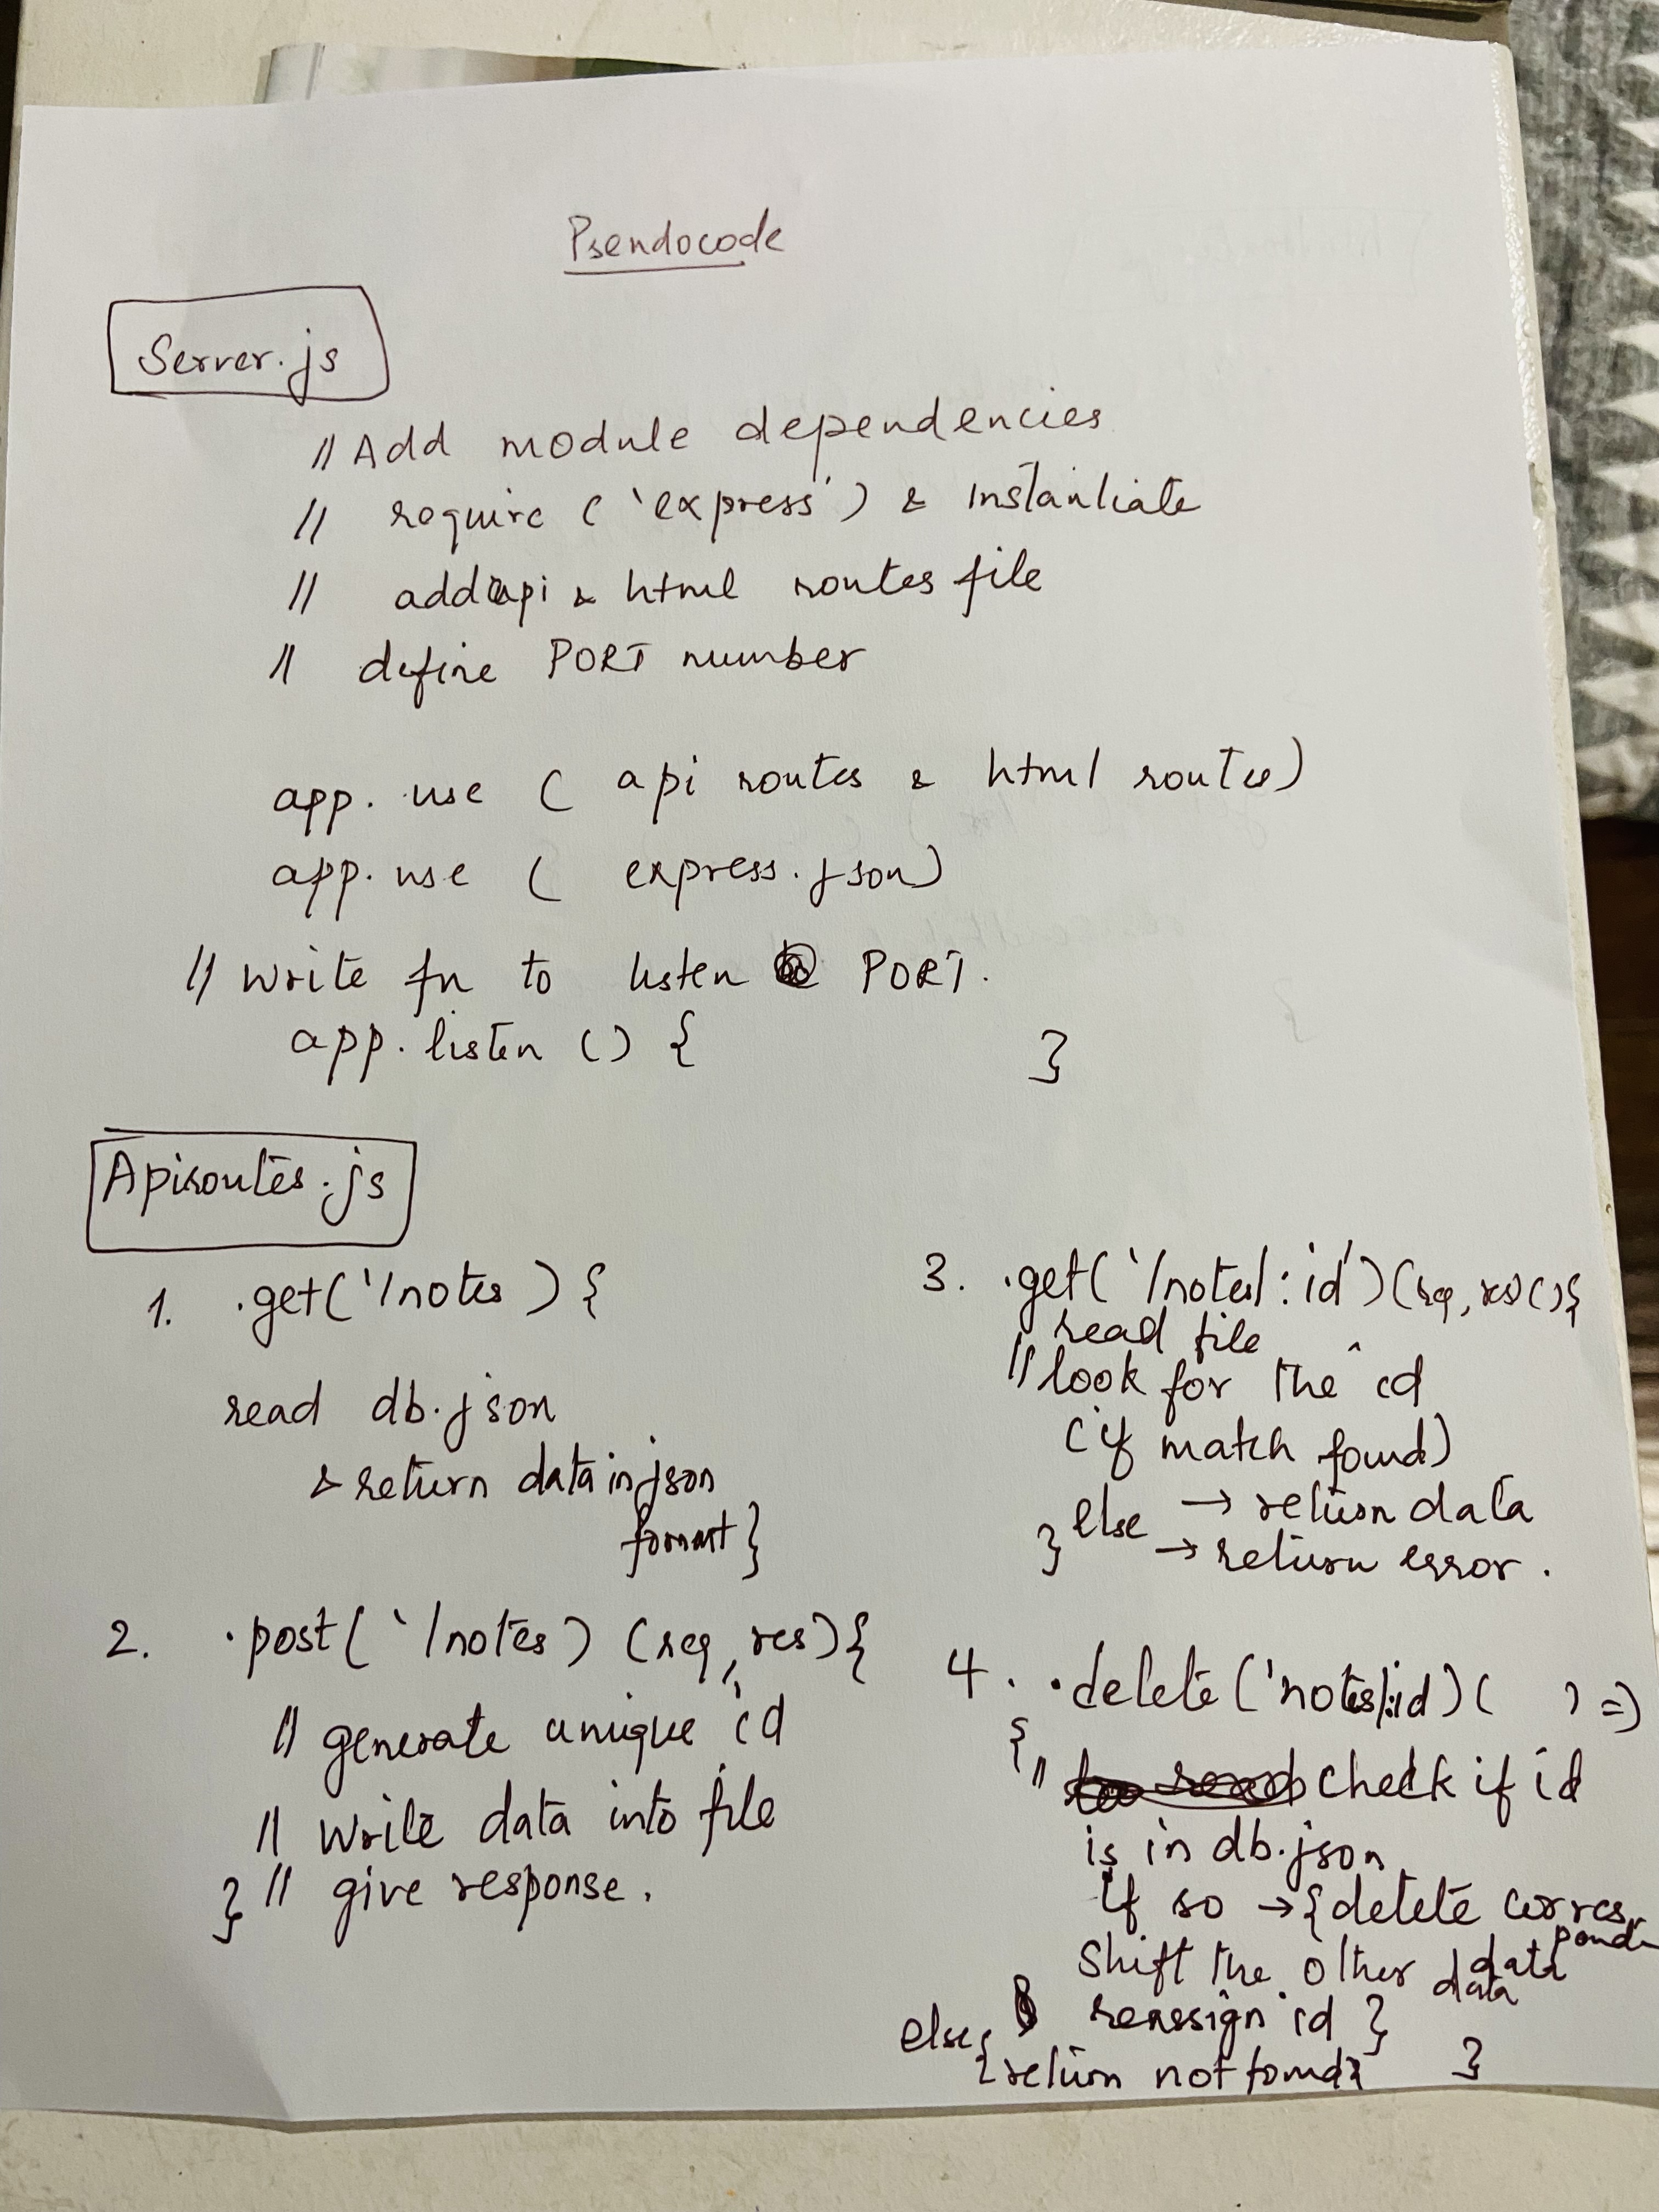 Pseudocode
Server.js
// Add module dependencies
// require ('express') & instantiate
// add api & html routes file
// define PORT number
app. use ( api routes & html routes)
app. use ( express.json)
// Write fn to listen @ PORT.
app. listen () { }
Apiroutes.js
1. .get('/notes ) {
read db.json
& return data in json
format }
2. .post( '/notes) (req, res) {
// generate unique id
// Write data into file
} // give response.
3. .get( '/notes/:id') (req, res) () {
read file
// look for the id
(if match found)
→ return data
} else → return error.
4. .delete ('notes/:id) ( ) =>
{ // check if id
is in db.json
If so → { delete correspond
data
Shift the other data
reassign id }
else { return not found } }